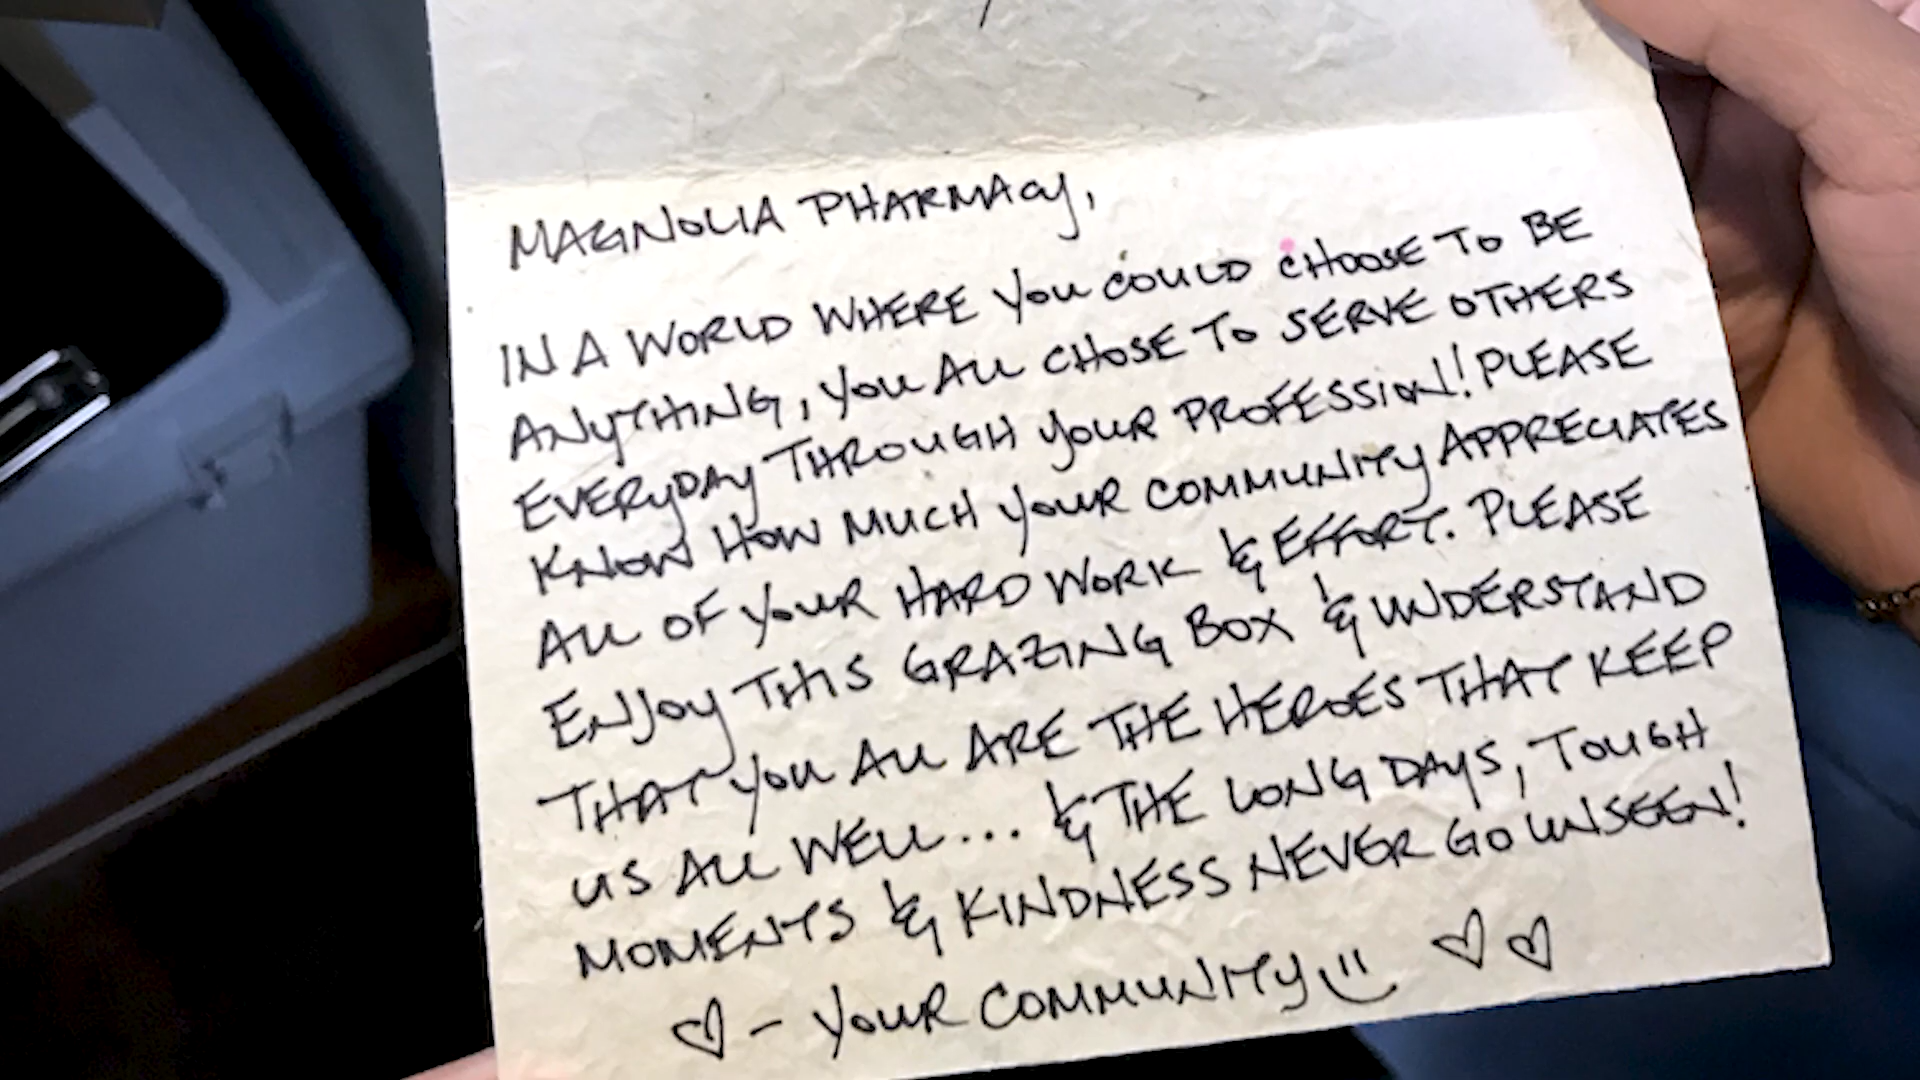 MAGNOLIA PHARMACY,
IN A WORLD WHERE YOU COULD CHOOSE TO BE
ANYTHING, YOU ALL CHOSE TO SERVE OTHERS
EVERYDAY THROUGH YOUR PROFESSION! PLEASE
KNOW HOW MUCH YOUR COMMUNITY APPRECIATES
ALL OF YOUR HARD WORK & EFFORT. PLEASE
ENJOY THIS GRAZING BOX & UNDERSTAND
THAT YOU ALL ARE THE HEROES THAT KEEP
US ALL WELL... & THE LONG DAYS, TOUGH
MOMENTS & KINDNESS NEVER GO UNSEEN!
♡ - YOUR COMMUNITY :) ♡ ♡